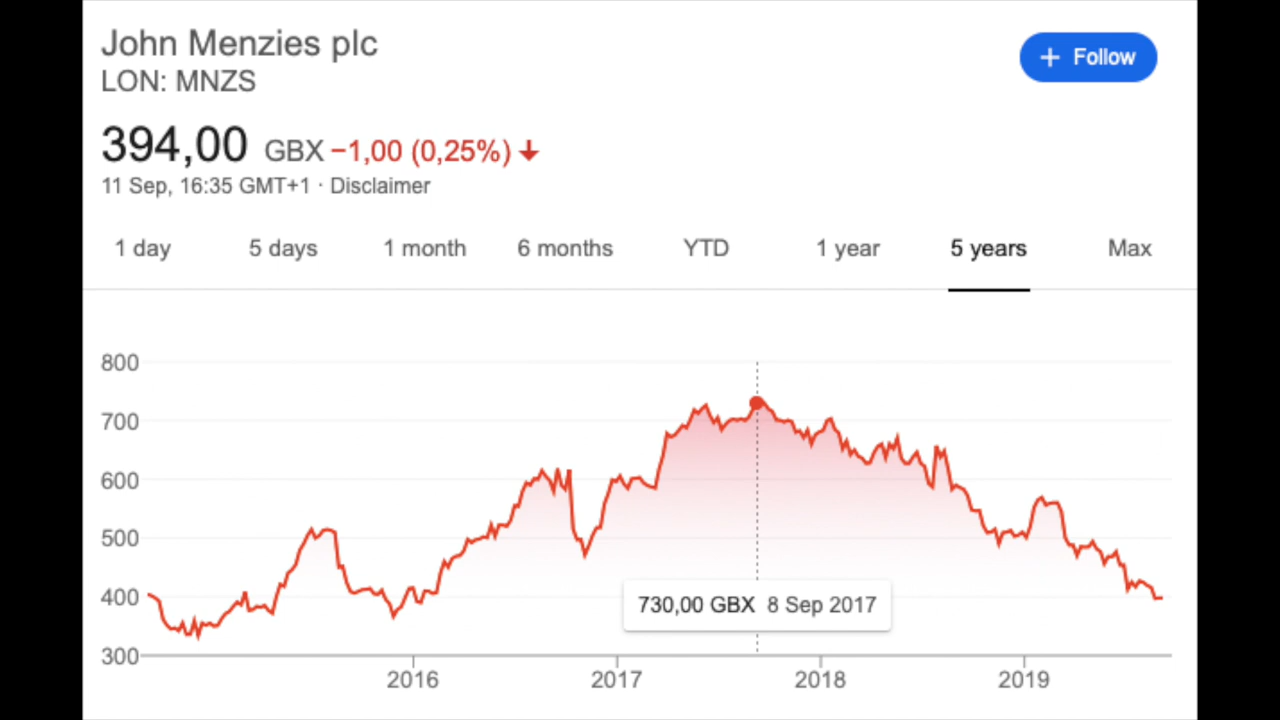 John Menzies plc
LON: MNZS
+ Follow
394,00 GBX −1,00 (0,25%) ↓
11 Sep, 16:35 GMT+1 · Disclaimer
1 day 5 days 1 month 6 months YTD 1 year 5 years Max
800
700
600
500
400
300
730,00 GBX 8 Sep 2017
2016 2017 2018 2019